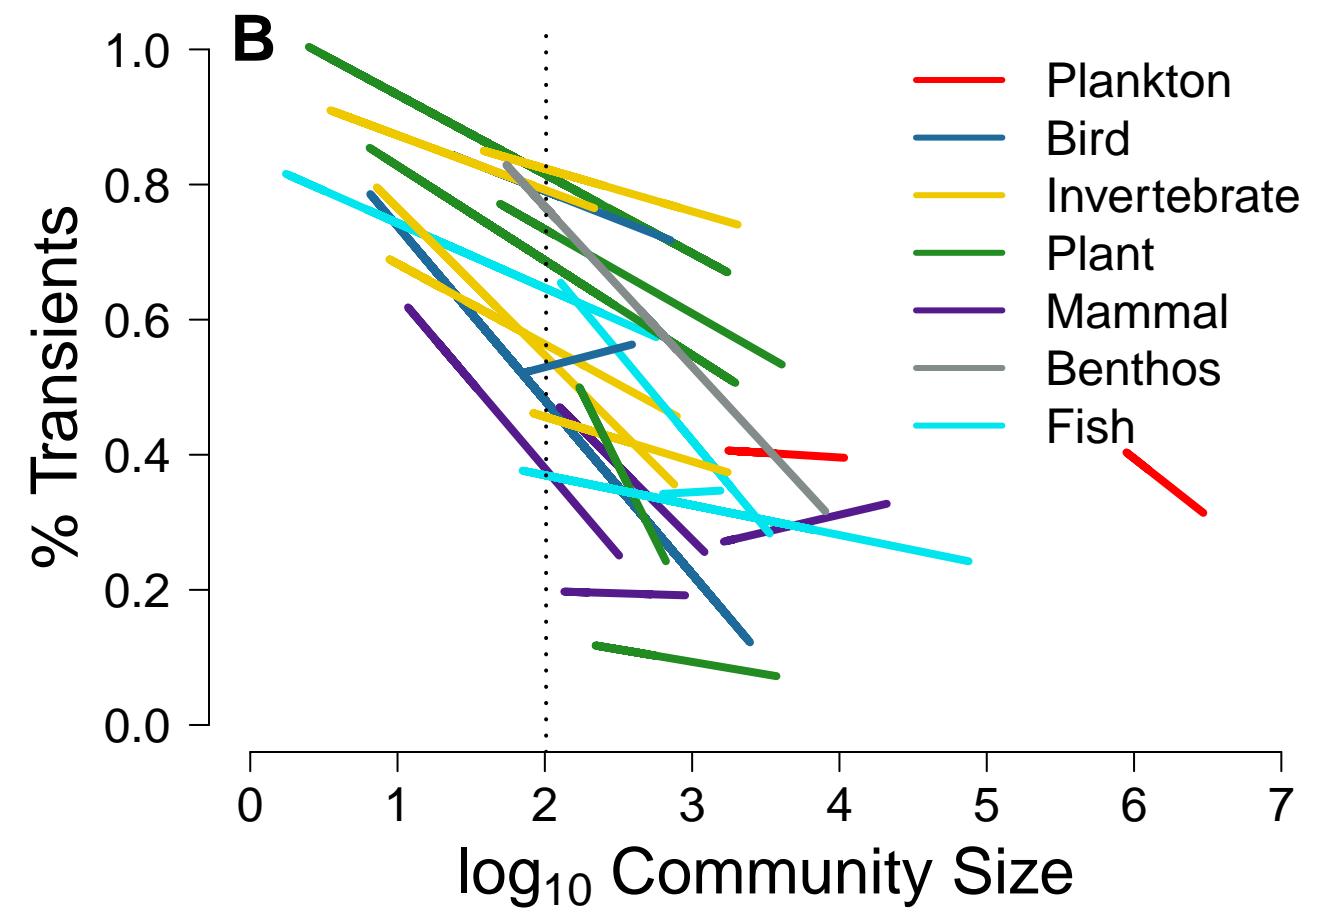 B
1.0
0.8
0.6
0.4
0.2
0.0
% Transients
Plankton
Bird
Invertebrate
Plant
Mammal
Benthos
Fish
0 1 2 3 4 5 6 7
log₁₀ Community Size